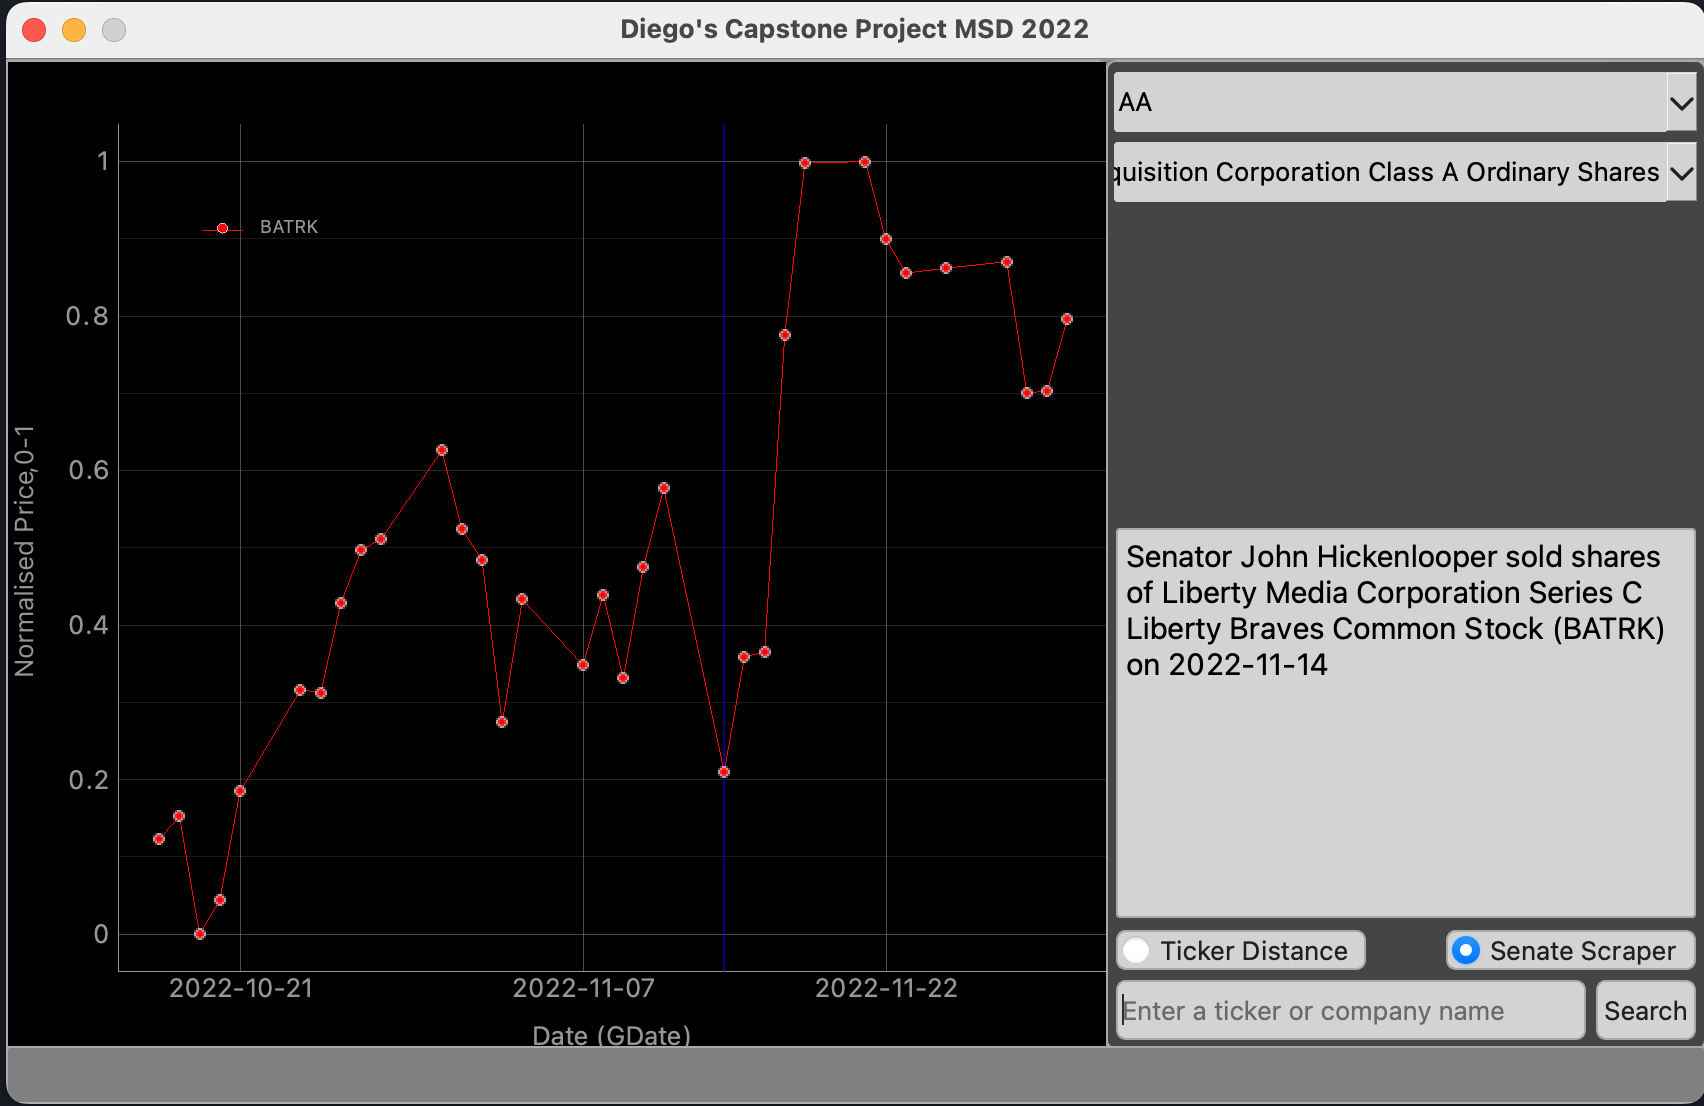 Diego's Capstone Project MSD 2022
AA
quisition Corporation Class A Ordinary Shares
BATRK
1
0.8
0.6
0.4
0.2
0
Normalised Price,0-1
2022-10-21
2022-11-07
2022-11-22
Date (GDate)
Senator John Hickenlooper sold shares
of Liberty Media Corporation Series C
Liberty Braves Common Stock (BATRK)
on 2022-11-14
Ticker Distance
Senate Scraper
Enter a ticker or company name
Search